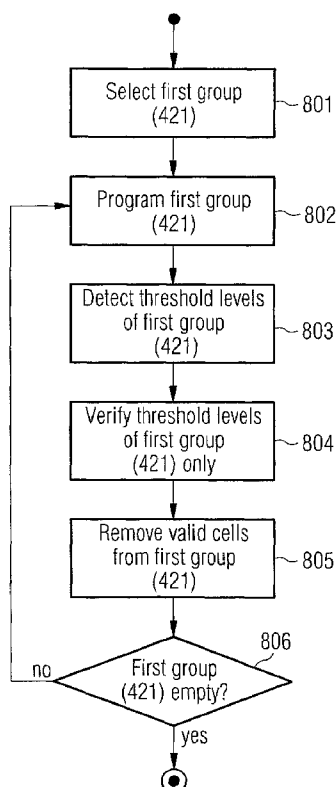 Select first group
(421)
801
Program first group
(421)
802
Detect threshold levels
of first group
(421)
803
Verify threshold levels
of first group
(421) only
804
Remove valid cells
from first group
(421)
805
806
no
First group
(421) empty?
yes